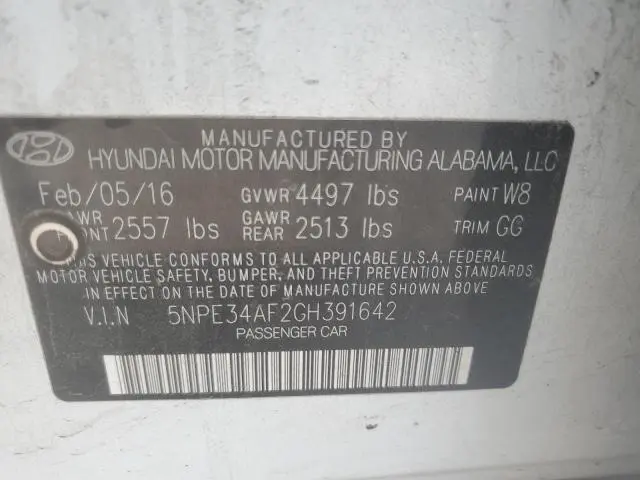 MANUFACTURED BY
HYUNDAI MOTOR MANUFACTURING ALABAMA, LLC
Feb/05/16 GVWR 4497 lbs PAINT W8
2557 lbs GAWR REAR 2513 lbs TRIM GG
VEHICLE CONFORMS TO ALL APPLICABLE U.S.A. FEDERAL
MOTOR VEHICLE SAFETY, BUMPER, AND THEFT PREVENTION STANDARDS
IN EFFECT ON THE DATE OF MANUFACTURE SHOWN ABOVE
V.I.N 5NPE34AF2GH391642
PASSENGER CAR